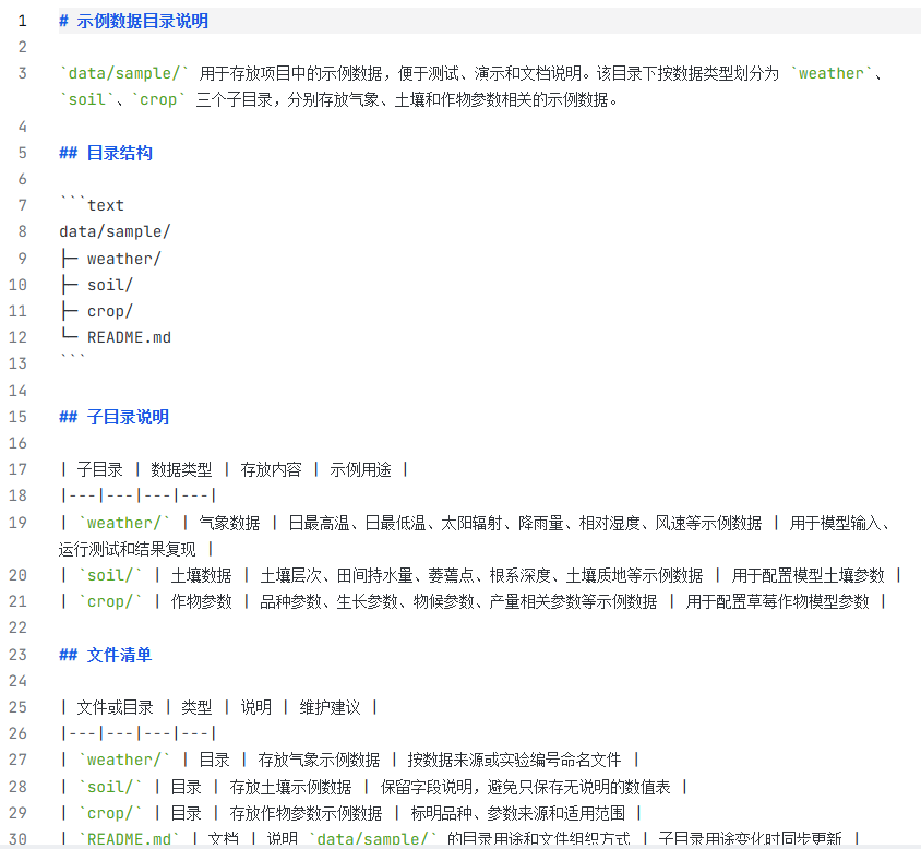 1 # 示例数据目录说明
2
3 `data/sample/` 用于存放项目中的示例数据，便于测试、演示和文档说明。该目录下按数据类型划分为 `weather`、
`soil`、`crop` 三个子目录，分别存放气象、土壤和作物参数相关的示例数据。
4
5 ## 目录结构
6
7 ```text
8 data/sample/
9 ├─ weather/
10 ├─ soil/
11 ├─ crop/
12 └─ README.md
13 ```
14
15 ## 子目录说明
16
17 | 子目录 | 数据类型 | 存放内容 | 示例用途 |
18 |---|---|---|---|
19 | `weather/` | 气象数据 | 日最高温、日最低温、太阳辐射、降雨量、相对湿度、风速等示例数据 | 用于模型输入、
运行测试和结果复现 |
20 | `soil/` | 土壤数据 | 土壤层次、田间持水量、萎蔫点、根系深度、土壤质地等示例数据 | 用于配置模型土壤参数 |
21 | `crop/` | 作物参数 | 品种参数、生长参数、物候参数、产量相关参数等示例数据 | 用于配置草莓作物模型参数 |
22
23 ## 文件清单
24
25 | 文件或目录 | 类型 | 说明 | 维护建议 |
26 |---|---|---|---|
27 | `weather/` | 目录 | 存放气象示例数据 | 按数据来源或实验编号命名文件 |
28 | `soil/` | 目录 | 存放土壤示例数据 | 保留字段说明，避免只保存无说明的数值表 |
29 | `crop/` | 目录 | 存放作物参数示例数据 | 标明品种、参数来源和适用范围 |
30 | `README.md` | 文档 | 说明 `data/sample/` 的目录用途和文件组织方式 | 子目录用途变化时同步更新 |